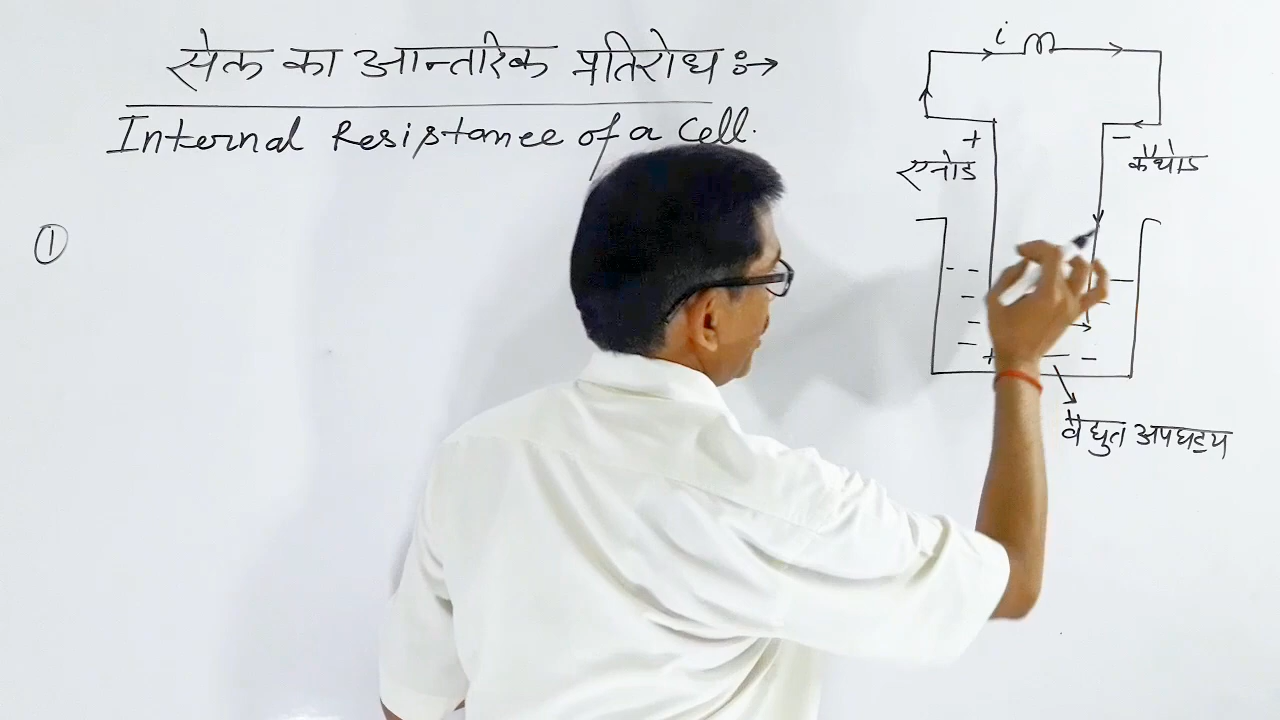 सेल का आन्तरिक प्रतिरोध :→
Internal Resistance of a Cell.
①
i
+
−
एनोड
कैथोड
+
−
वैद्युत अपघट्य